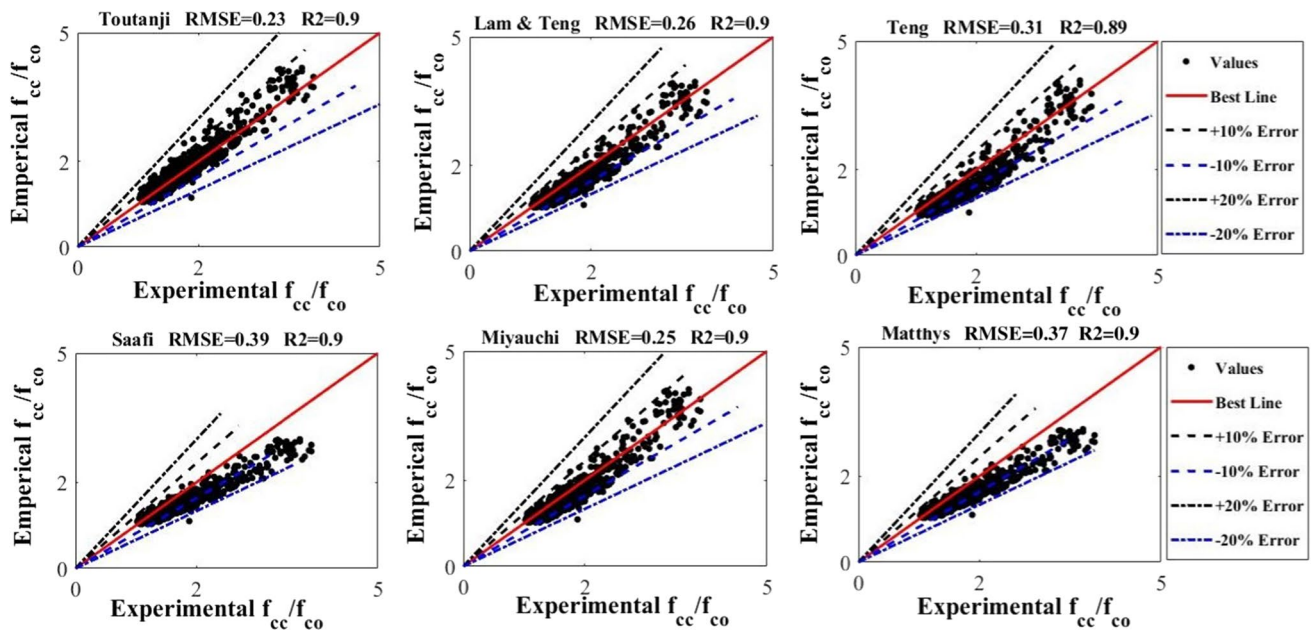 Toutanji RMSE=0.23 R2=0.9
Emperical f_cc/f_co
5
2
0
0 2 5
Experimental f_cc/f_co
Lam & Teng RMSE=0.26 R2=0.9
Emperical f_cc/f_co
5
2
0
0 2 5
Experimental f_cc/f_co
Teng RMSE=0.31 R2=0.89
Emperical f_cc/f_co
5
2
0
0 2 5
Experimental f_cc/f_co
Values
Best Line
+10% Error
-10% Error
+20% Error
-20% Error
Saafi RMSE=0.39 R2=0.9
Emperical f_cc/f_co
5
2
0
0 2 5
Experimental f_cc/f_co
Miyauchi RMSE=0.25 R2=0.9
Emperical f_cc/f_co
5
2
0
0 2 5
Experimental f_cc/f_co
Matthys RMSE=0.37 R2=0.9
Emperical f_cc/f_co
5
2
0
0 2 5
Experimental f_cc/f_co
Values
Best Line
+10% Error
-10% Error
+20% Error
-20% Error